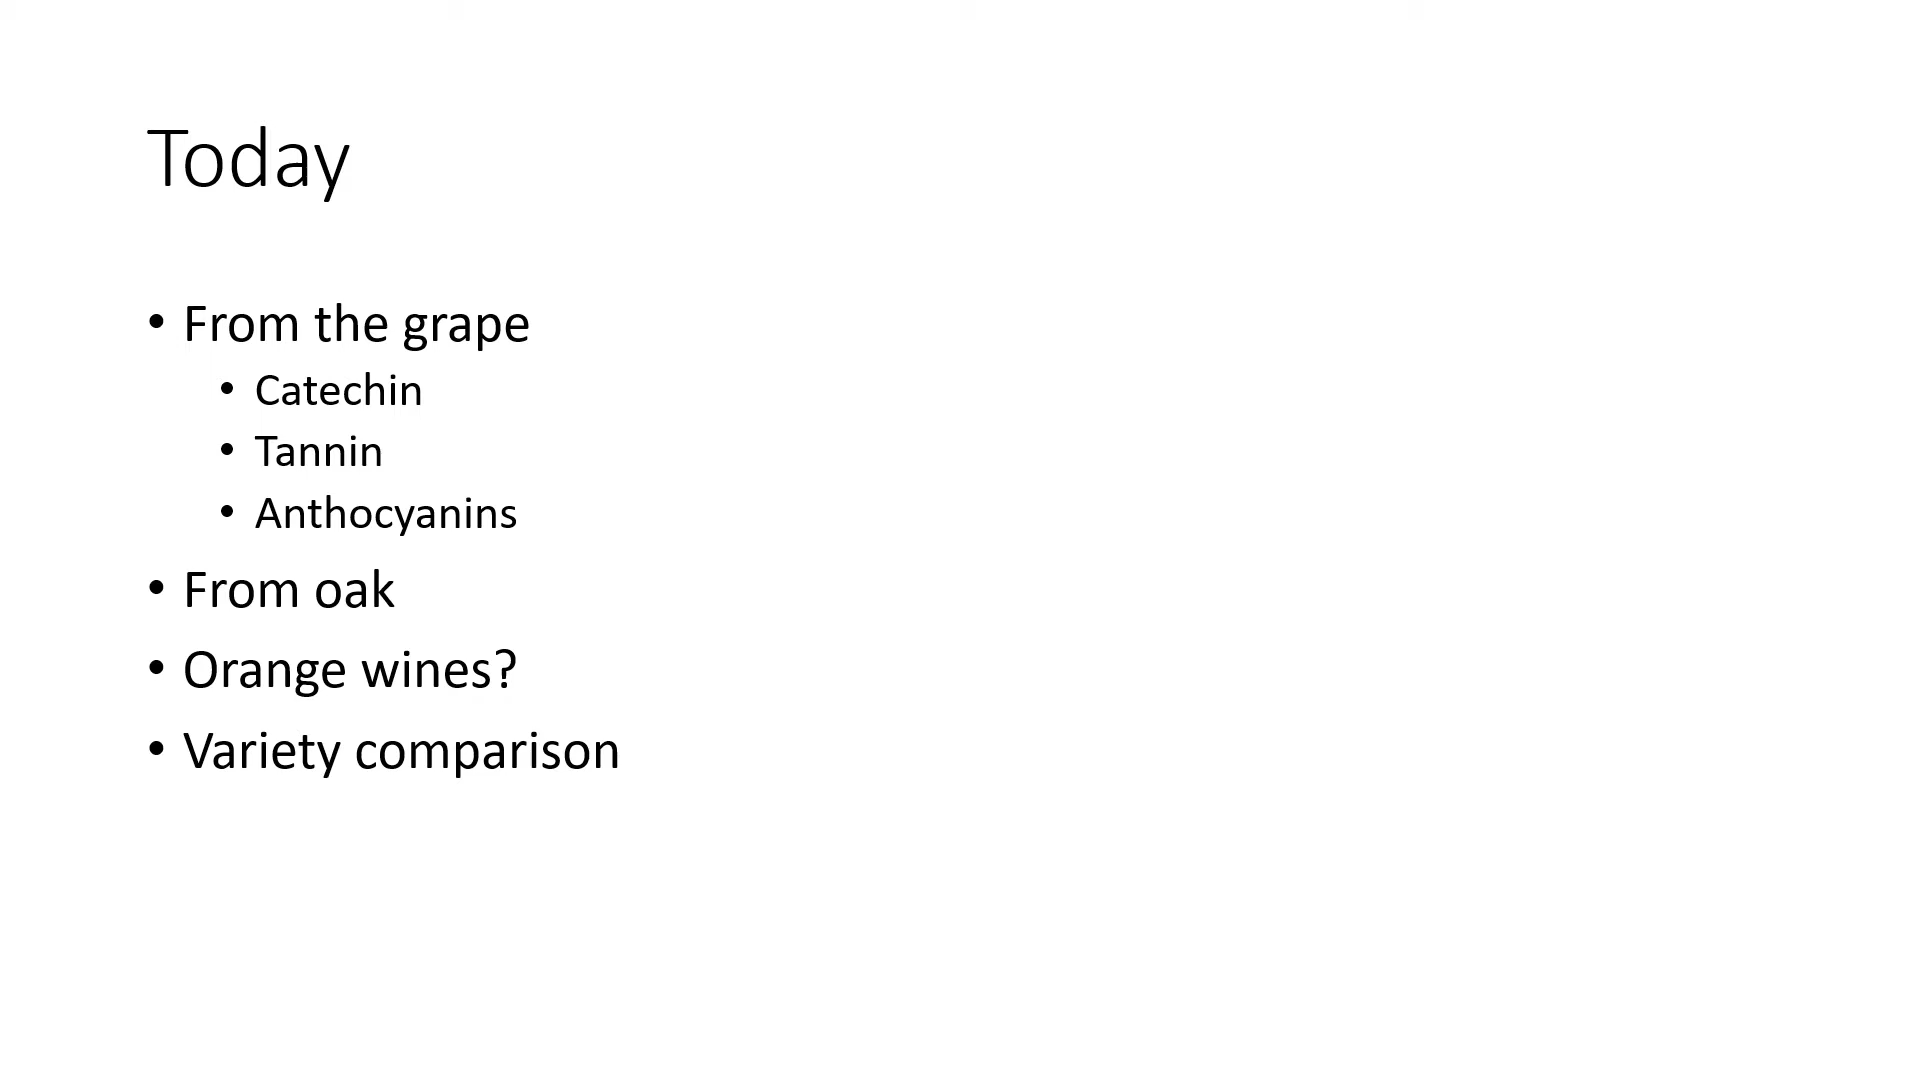 Today
• From the grape
• Catechin
• Tannin
• Anthocyanins
• From oak
• Orange wines?
• Variety comparison